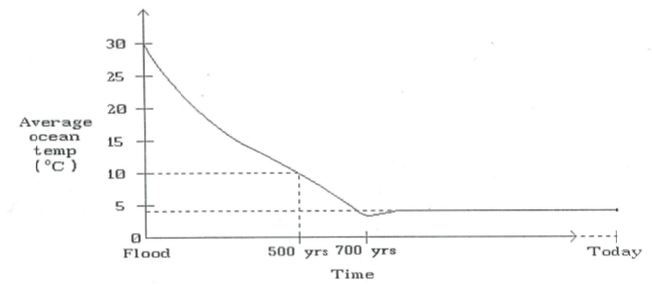 30
25
20
15
10
5
0
Average
ocean
temp
(°C)
Flood
500 yrs
700 yrs
Today
Time